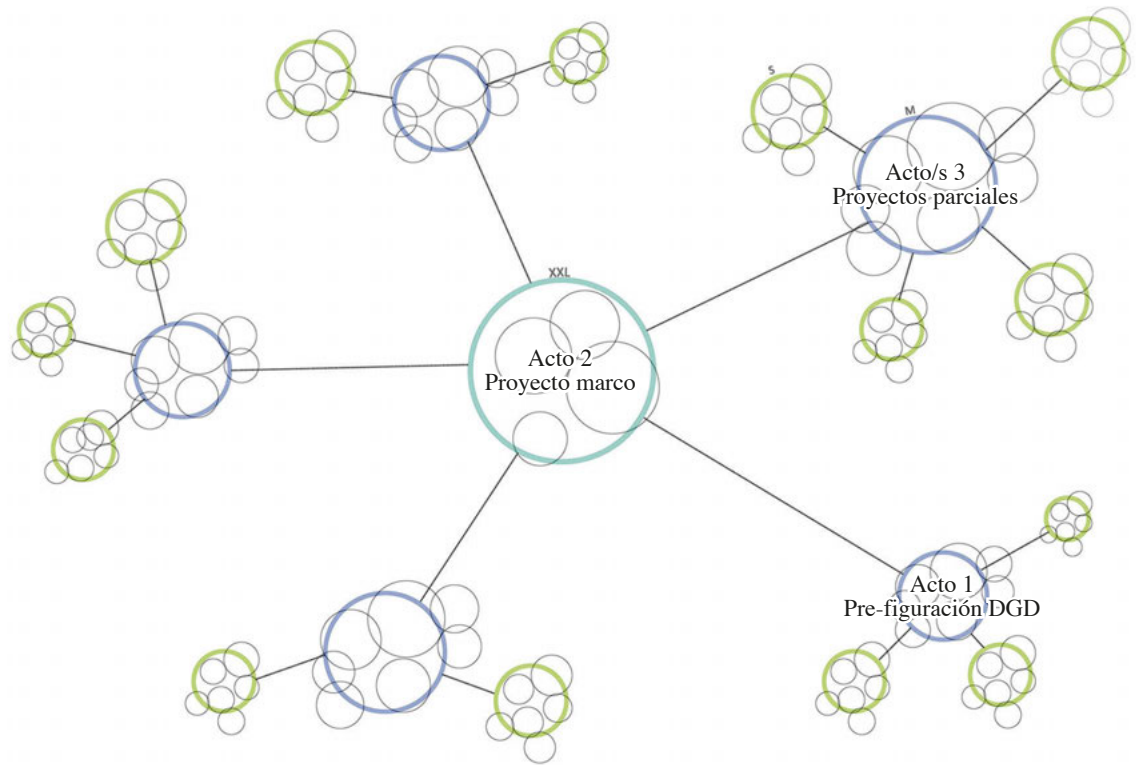 S
M
Acto/s 3
Proyectos parciales
XXL
Acto 2
Proyecto marco
Acto 1
Pre-figuración DGD